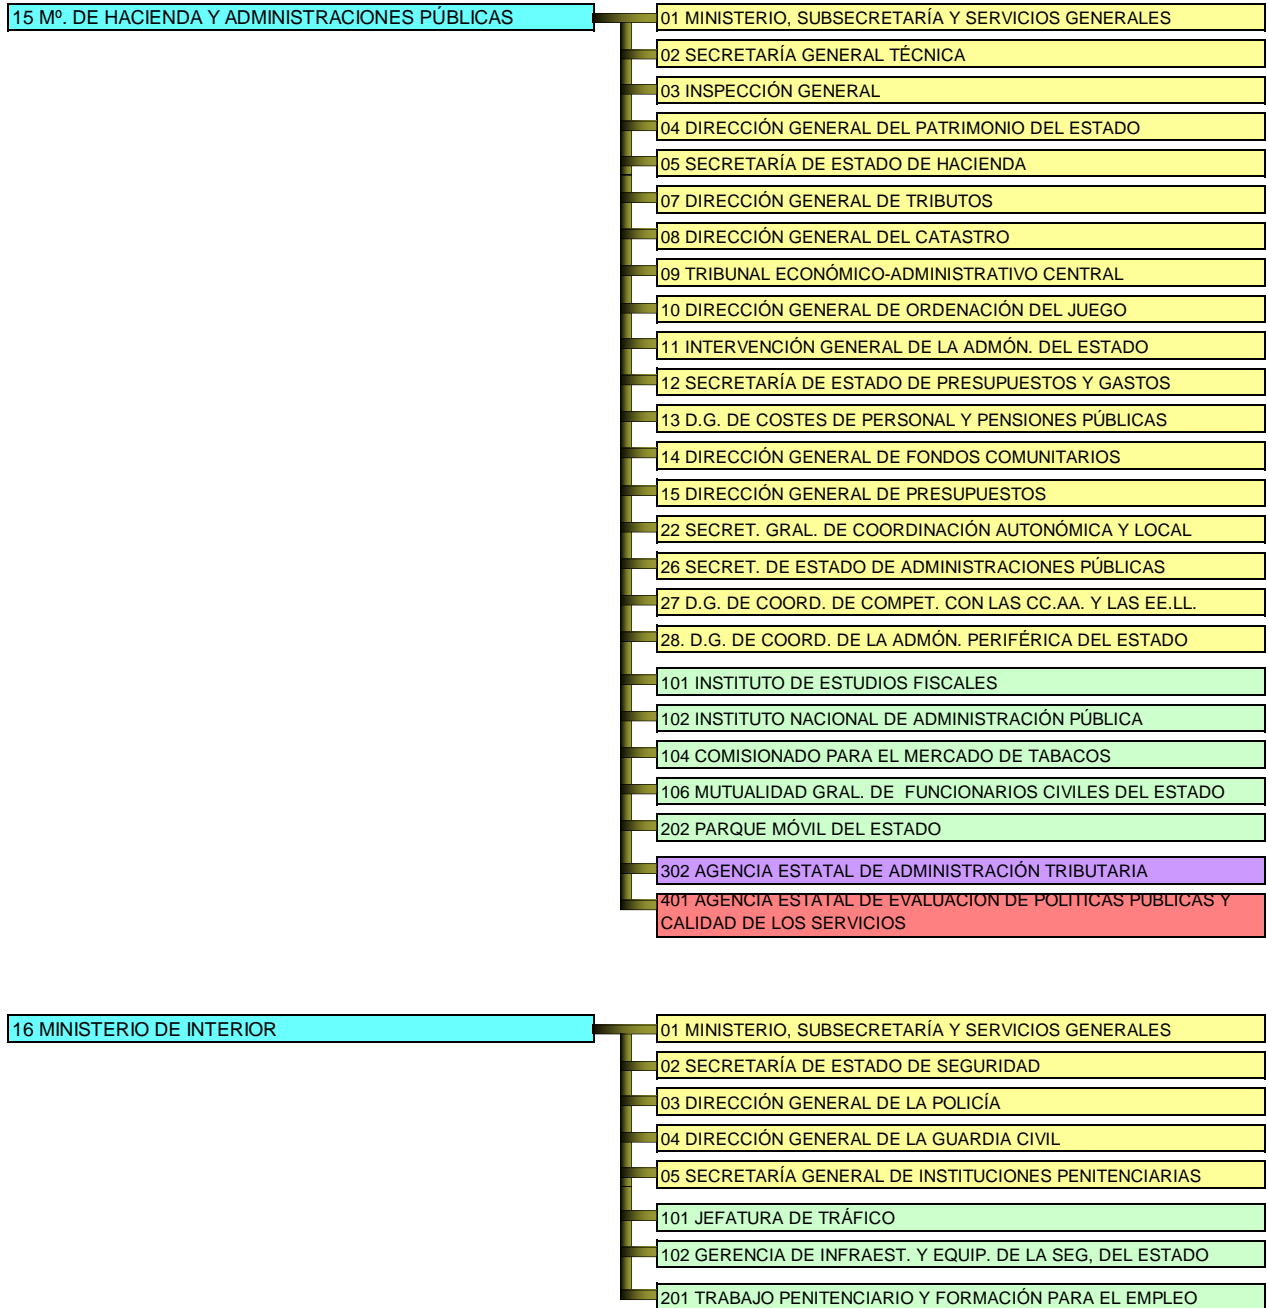 15 Mº. DE HACIENDA Y ADMINISTRACIONES PÚBLICAS
01 MINISTERIO, SUBSECRETARÍA Y SERVICIOS GENERALES
02 SECRETARÍA GENERAL TÉCNICA
03 INSPECCIÓN GENERAL
04 DIRECCIÓN GENERAL DEL PATRIMONIO DEL ESTADO
05 SECRETARÍA DE ESTADO DE HACIENDA
07 DIRECCIÓN GENERAL DE TRIBUTOS
08 DIRECCIÓN GENERAL DEL CATASTRO
09 TRIBUNAL ECONÓMICO-ADMINISTRATIVO CENTRAL
10 DIRECCIÓN GENERAL DE ORDENACIÓN DEL JUEGO
11 INTERVENCIÓN GENERAL DE LA ADMÓN. DEL ESTADO
12 SECRETARÍA DE ESTADO DE PRESUPUESTOS Y GASTOS
13 D.G. DE COSTES DE PERSONAL Y PENSIONES PÚBLICAS
14 DIRECCIÓN GENERAL DE FONDOS COMUNITARIOS
15 DIRECCIÓN GENERAL DE PRESUPUESTOS
22 SECRET. GRAL. DE COORDINACIÓN AUTONÓMICA Y LOCAL
26 SECRET. DE ESTADO DE ADMINISTRACIONES PÚBLICAS
27 D.G. DE COORD. DE COMPET. CON LAS CC.AA. Y LAS EE.LL.
28. D.G. DE COORD. DE LA ADMÓN. PERIFÉRICA DEL ESTADO
101 INSTITUTO DE ESTUDIOS FISCALES
102 INSTITUTO NACIONAL DE ADMINISTRACIÓN PÚBLICA
104 COMISIONADO PARA EL MERCADO DE TABACOS
106 MUTUALIDAD GRAL. DE  FUNCIONARIOS CIVILES DEL ESTADO
202 PARQUE MÓVIL DEL ESTADO
302 AGENCIA ESTATAL DE ADMINISTRACIÓN TRIBUTARIA
401 AGENCIA ESTATAL DE EVALUACIÓN DE POLÍTICAS PÚBLICAS Y
CALIDAD DE LOS SERVICIOS
16 MINISTERIO DE INTERIOR
01 MINISTERIO, SUBSECRETARÍA Y SERVICIOS GENERALES
02 SECRETARÍA DE ESTADO DE SEGURIDAD
03 DIRECCIÓN GENERAL DE LA POLICÍA
04 DIRECCIÓN GENERAL DE LA GUARDIA CIVIL
05 SECRETARÍA GENERAL DE INSTITUCIONES PENITENCIARIAS
101 JEFATURA DE TRÁFICO
102 GERENCIA DE INFRAEST. Y EQUIP. DE LA SEG, DEL ESTADO
201 TRABAJO PENITENCIARIO Y FORMACIÓN PARA EL EMPLEO